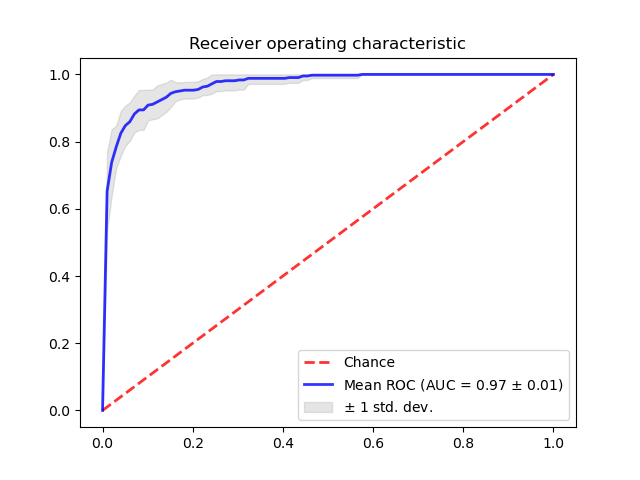 Receiver operating characteristic
1.0
0.8
0.6
0.4
0.2
0.0
Chance
Mean ROC (AUC = 0.97 ± 0.01)
± 1 std. dev.
0.0 0.2 0.4 0.6 0.8 1.0